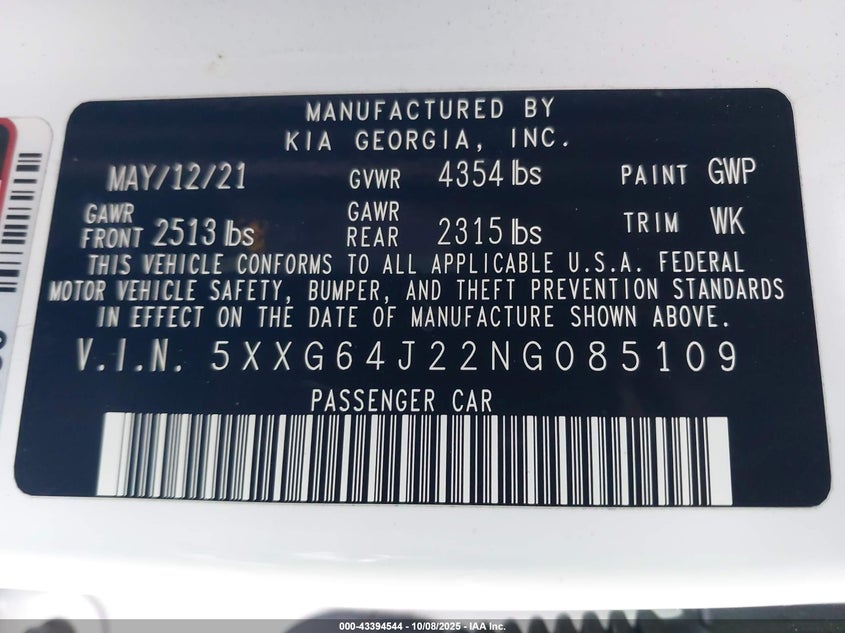 MANUFACTURED BY
KIA GEORGIA, INC.
MAY/12/21 GVWR 4354 lbs PAINT GWP
GAWR FRONT 2513 lbs GAWR REAR 2315 lbs TRIM WK
THIS VEHICLE CONFORMS TO ALL APPLICABLE U.S.A. FEDERAL
MOTOR VEHICLE SAFETY, BUMPER, AND THEFT PREVENTION STANDARDS
IN EFFECT ON THE DATE OF MANUFACTURE SHOWN ABOVE.
V.I.N. 5XXG64J22NG085109
PASSENGER CAR
000-43394544 - 10/08/2025 - IAA Inc.